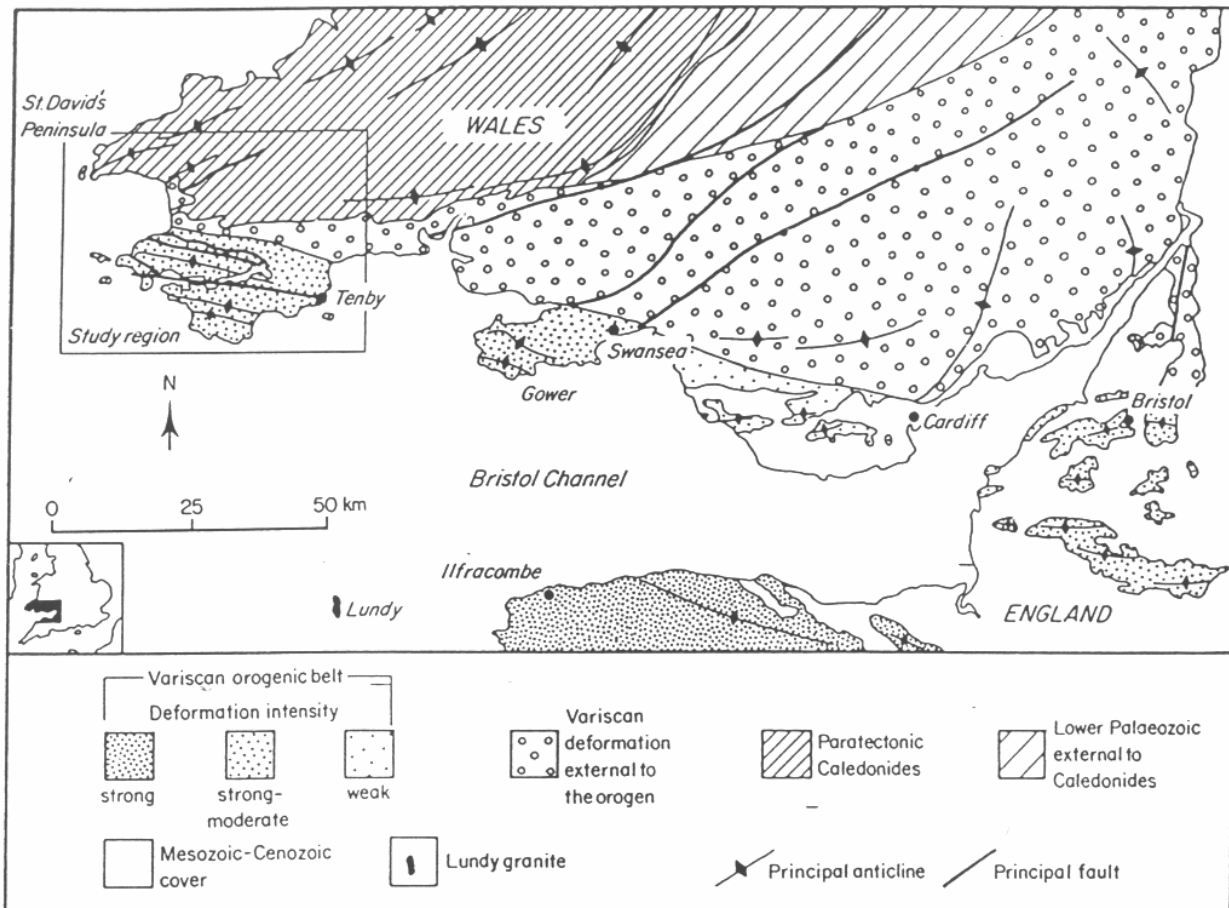 St. David's
Peninsula
WALES
Tenby
Study region
Swansea
Gower
Cardiff
Bristol
N
Bristol Channel
0 25 50 km
Ilfracombe
Lundy
ENGLAND
Variscan orogenic belt
Deformation intensity
strong
strong-
moderate
weak
Variscan
deformation
external to
the orogen
Paratectonic
Caledonides
Lower Palaeozoic
external to
Caledonides
Mesozoic-Cenozoic
cover
Lundy granite
Principal anticline
Principal fault